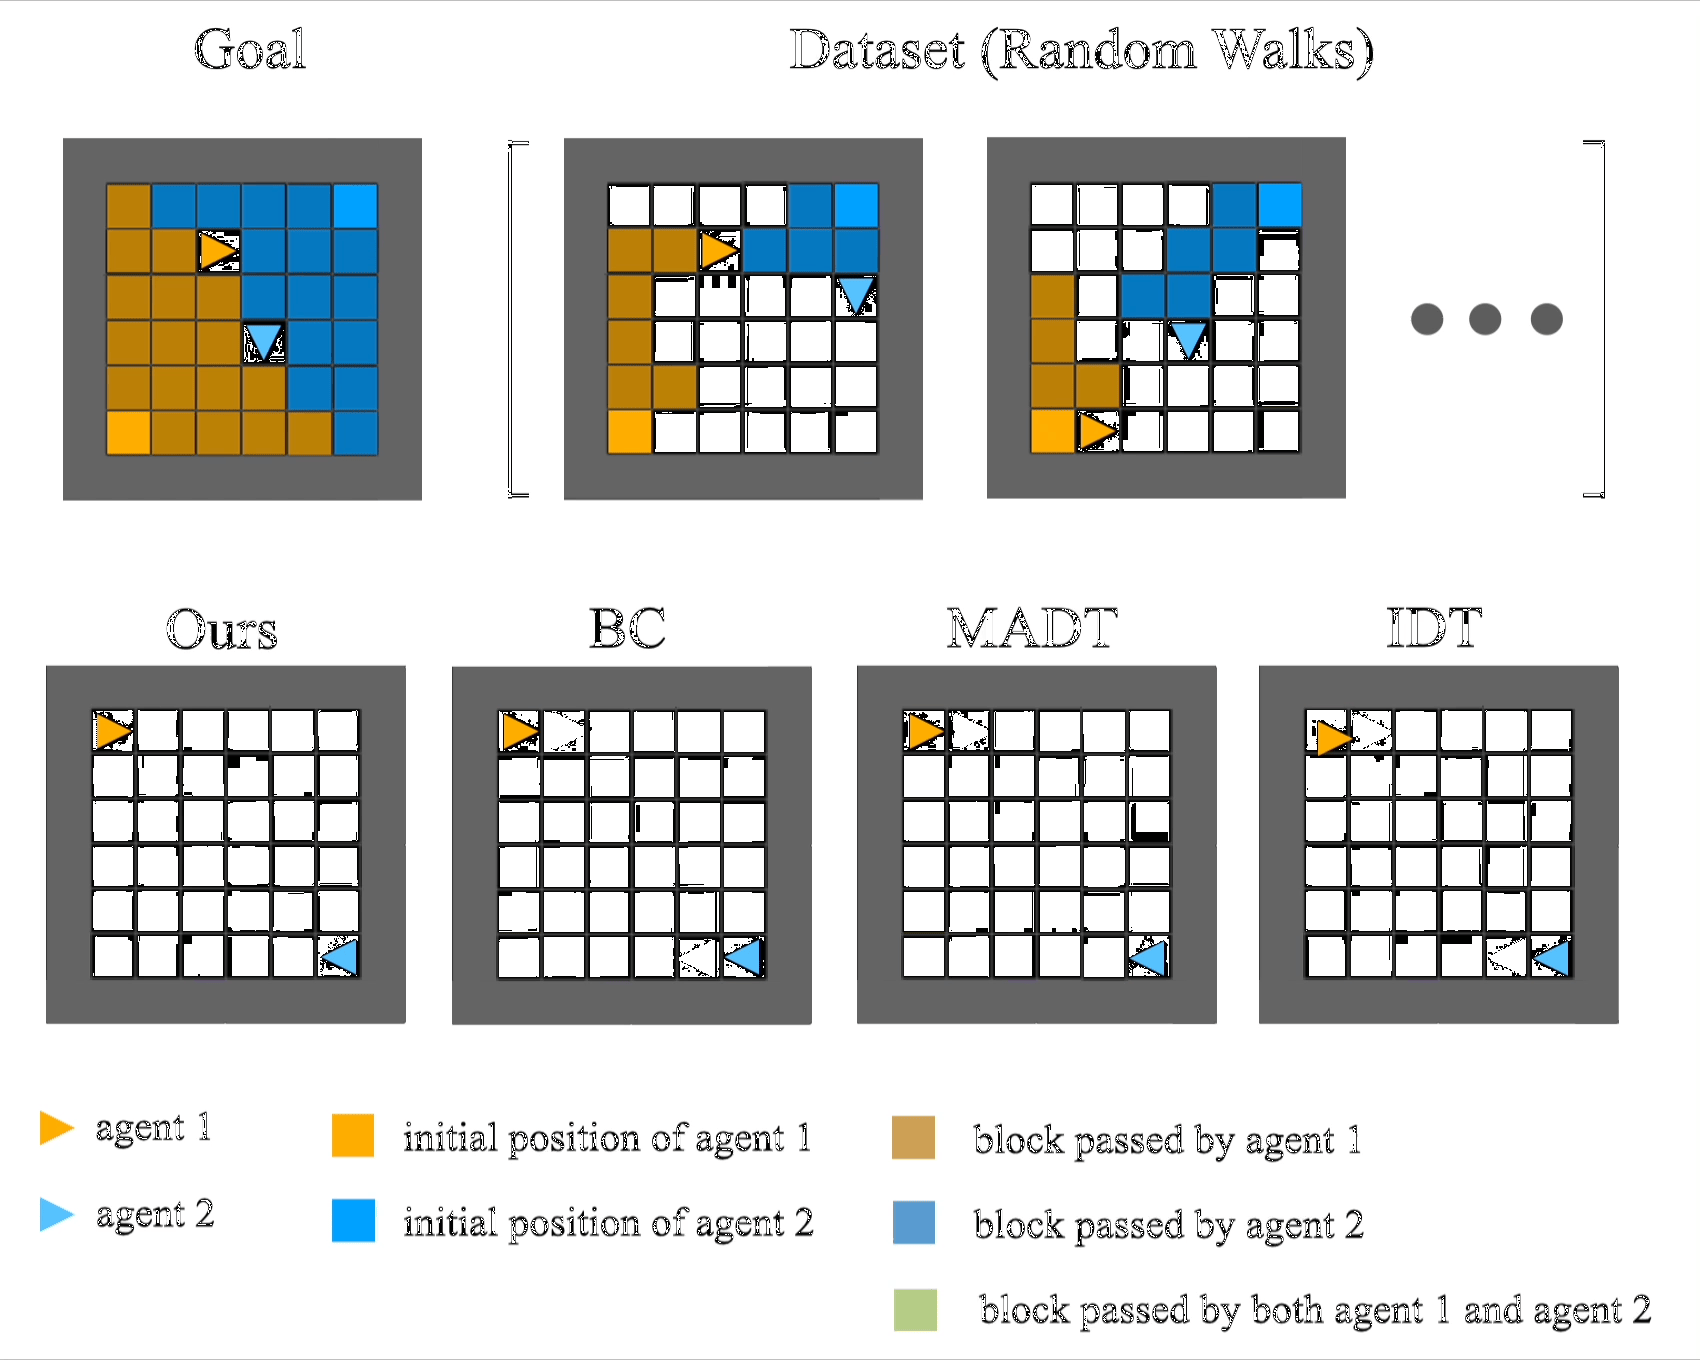 Goal
Dataset (Random Walks)
Ours
BC
MADT
IDT
agent 1
initial position of agent 1
block passed by agent 1
agent 2
initial position of agent 2
block passed by agent 2
block passed by both agent 1 and agent 2